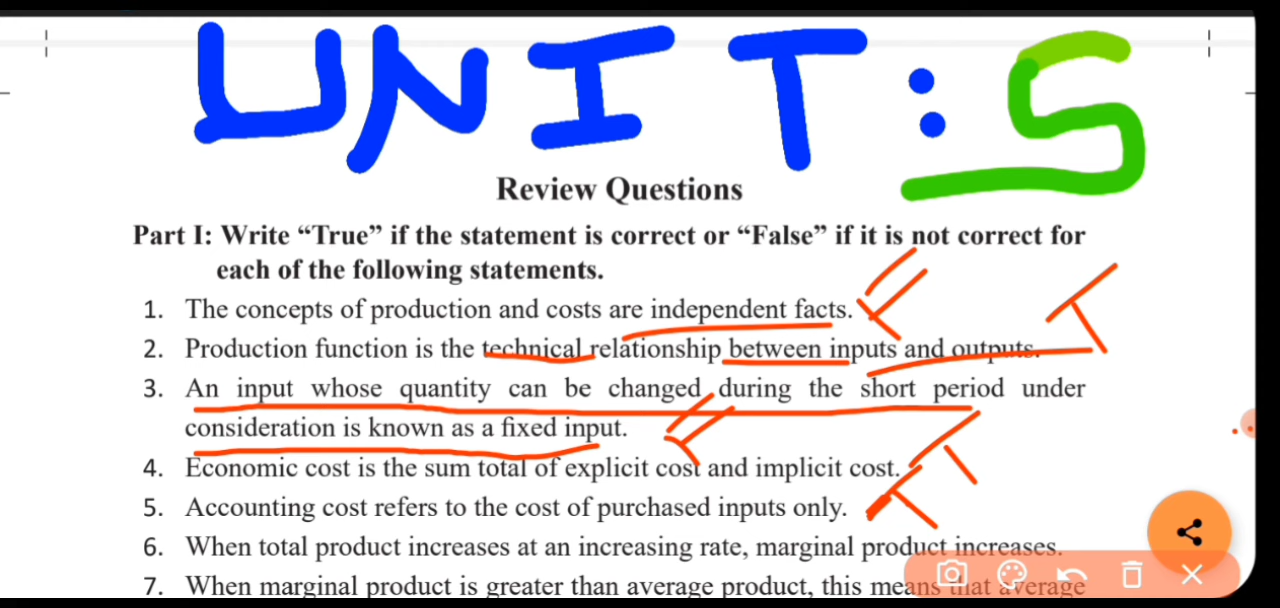 UNIT: 5
Review Questions
Part I: Write “True” if the statement is correct or “False” if it is not correct for
each of the following statements.
1. The concepts of production and costs are independent facts. F
2. Production function is the technical relationship between inputs and outputs. T
3. An input whose quantity can be changed during the short period under
consideration is known as a fixed input. F
4. Economic cost is the sum total of explicit cost and implicit cost. T
5. Accounting cost refers to the cost of purchased inputs only. T
6. When total product increases at an increasing rate, marginal product increases.
7. When marginal product is greater than average product, this means that average